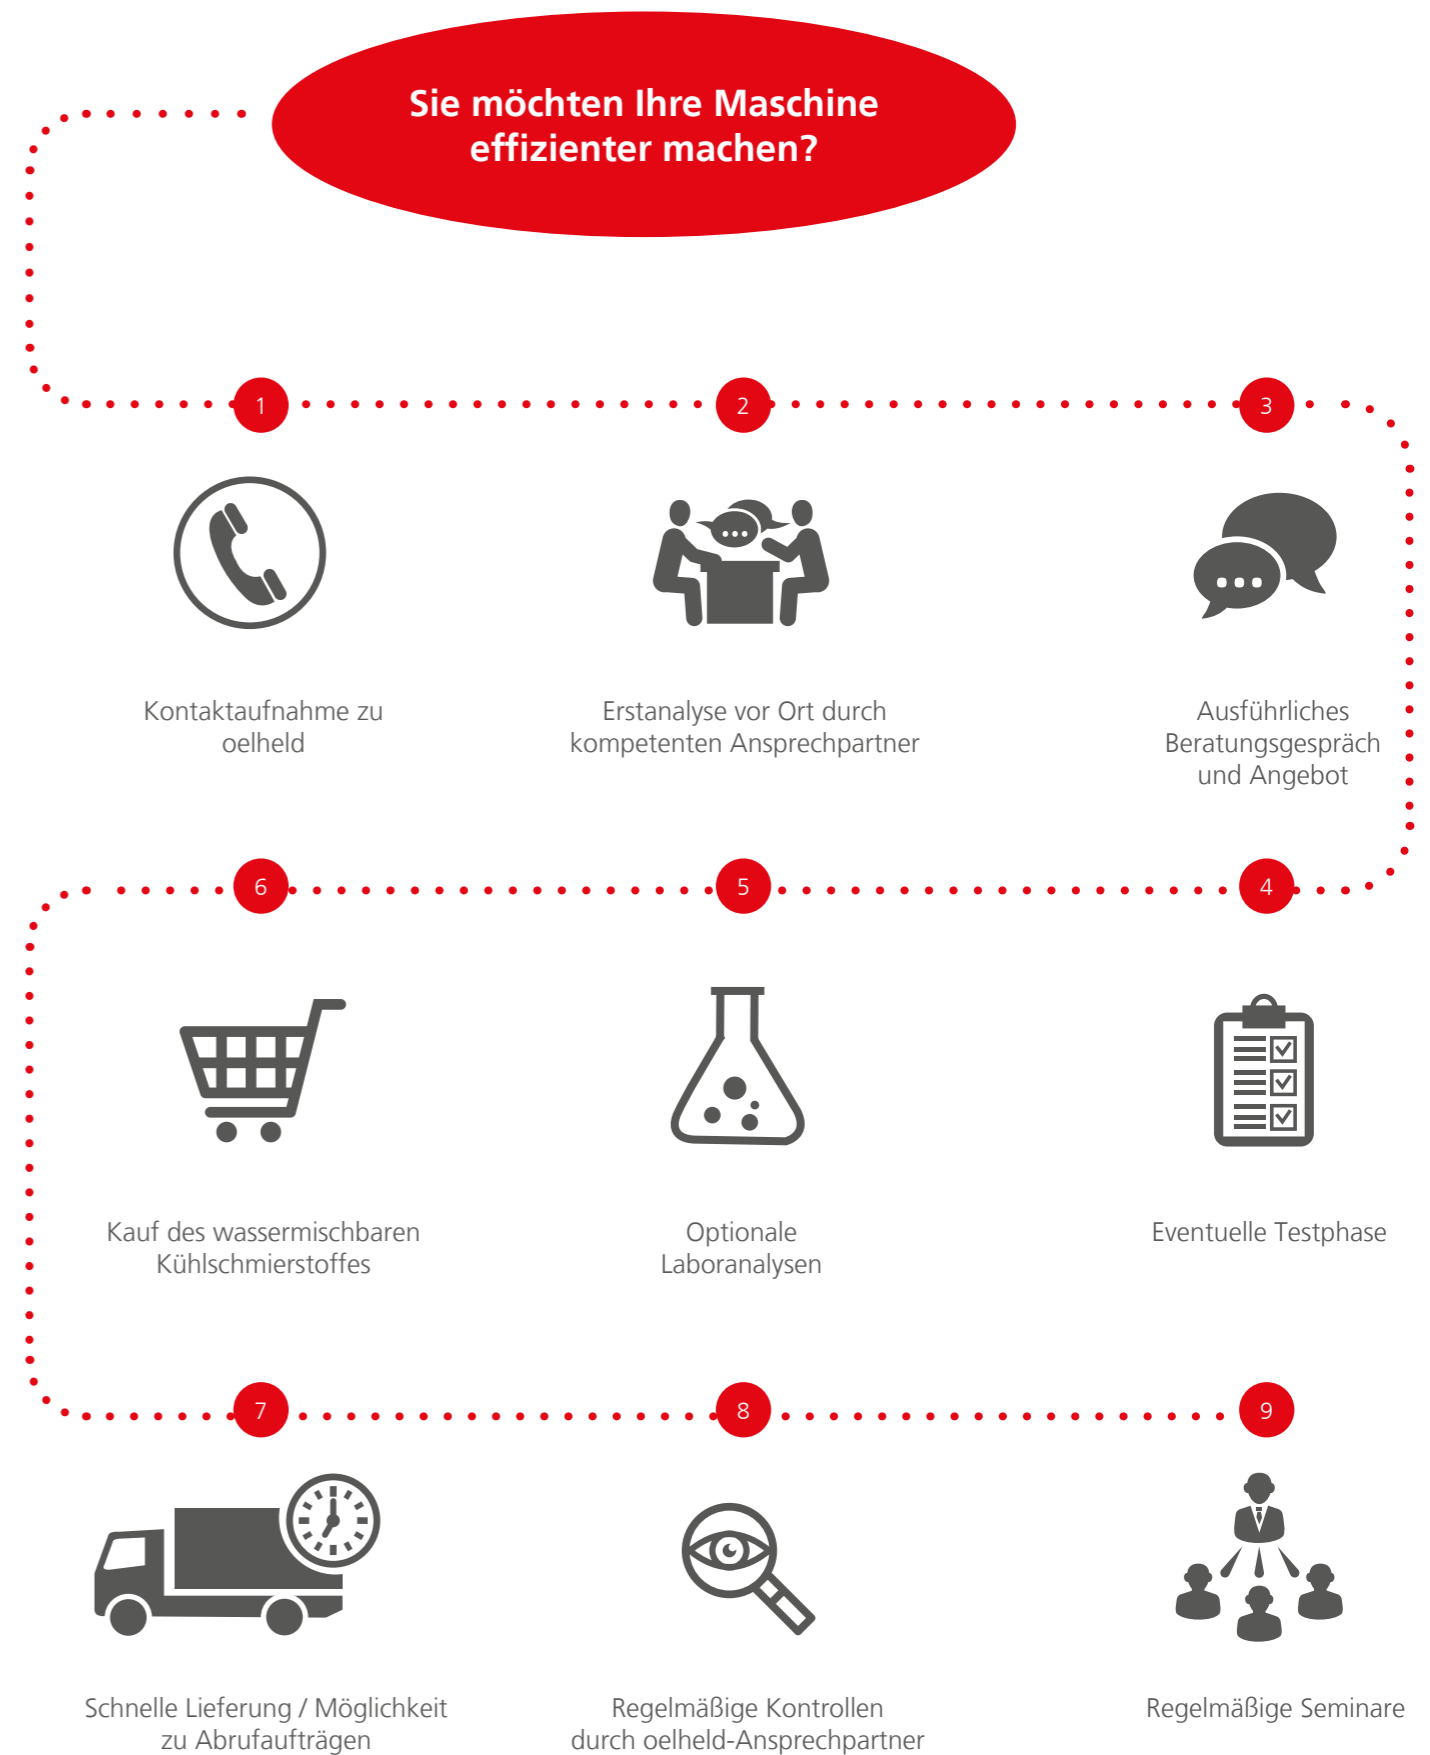 Sie möchten Ihre Maschine
effizienter machen?
1
2
3
Kontaktaufnahme zu
oelheld
Erstanalyse vor Ort durch
kompetenten Ansprechpartner
Ausführliches
Beratungsgespräch
und Angebot
6
5
4
Kauf des wassermischbaren
Kühlschmierstoffes
Optionale
Laboranalysen
Eventuelle Testphase
7
8
9
Schnelle Lieferung / Möglichkeit
zu Abrufaufträgen
Regelmäßige Kontrollen
durch oelheld-Ansprechpartner
Regelmäßige Seminare